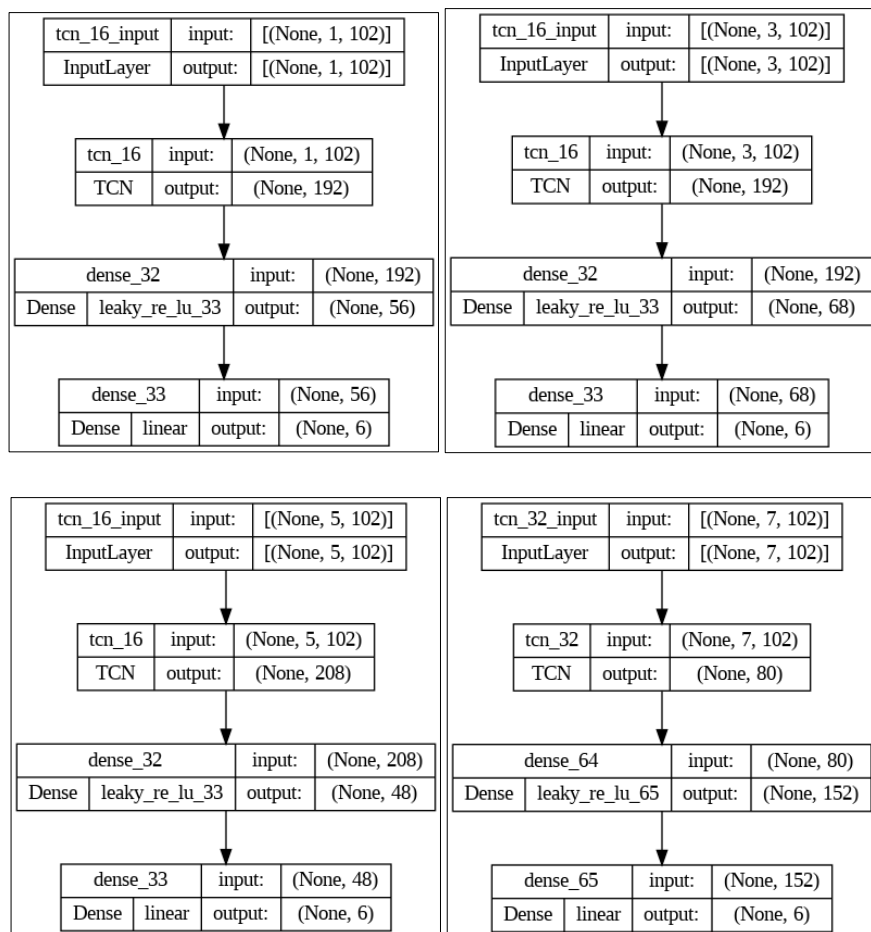 tcn_16_input input: [(None, 1, 102)]
InputLayer output: [(None, 1, 102)]
tcn_16 input: (None, 1, 102)
TCN output: (None, 192)
dense_32 input: (None, 192)
Dense leaky_re_lu_33 output: (None, 56)
dense_33 input: (None, 56)
Dense linear output: (None, 6)
tcn_16_input input: [(None, 3, 102)]
InputLayer output: [(None, 3, 102)]
tcn_16 input: (None, 3, 102)
TCN output: (None, 192)
dense_32 input: (None, 192)
Dense leaky_re_lu_33 output: (None, 68)
dense_33 input: (None, 68)
Dense linear output: (None, 6)
tcn_16_input input: [(None, 5, 102)]
InputLayer output: [(None, 5, 102)]
tcn_16 input: (None, 5, 102)
TCN output: (None, 208)
dense_32 input: (None, 208)
Dense leaky_re_lu_33 output: (None, 48)
dense_33 input: (None, 48)
Dense linear output: (None, 6)
tcn_32_input input: [(None, 7, 102)]
InputLayer output: [(None, 7, 102)]
tcn_32 input: (None, 7, 102)
TCN output: (None, 80)
dense_64 input: (None, 80)
Dense leaky_re_lu_65 output: (None, 152)
dense_65 input: (None, 152)
Dense linear output: (None, 6)